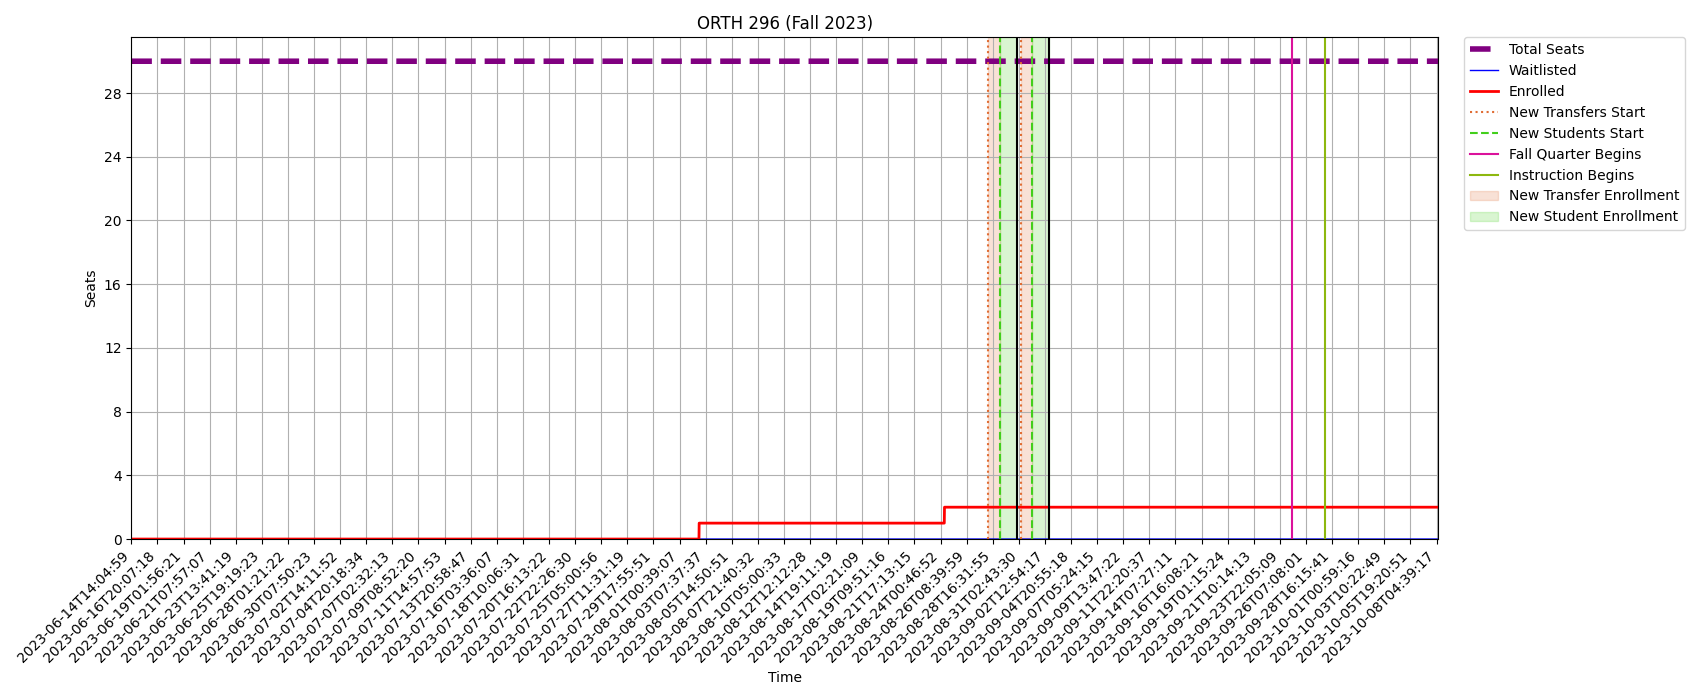 ORTH 296 (Fall 2023)
Total Seats
Waitlisted
Enrolled
New Transfers Start
New Students Start
Fall Quarter Begins
Instruction Begins
New Transfer Enrollment
New Student Enrollment
Seats
28
24
20
16
12
8
4
0
2023-06-14T14:04:59
2023-06-16T20:07:18
2023-06-19T01:56:21
2023-06-21T07:57:07
2023-06-23T13:41:19
2023-06-25T19:19:23
2023-06-28T01:21:22
2023-06-30T07:50:23
2023-07-02T14:11:52
2023-07-04T20:18:34
2023-07-07T02:32:13
2023-07-09T08:52:20
2023-07-11T14:57:53
2023-07-13T20:58:47
2023-07-16T03:36:07
2023-07-18T10:06:31
2023-07-20T16:13:22
2023-07-22T22:26:30
2023-07-25T05:00:56
2023-07-27T11:31:19
2023-07-29T17:55:51
2023-08-01T00:39:07
2023-08-03T07:37:37
2023-08-05T14:50:51
2023-08-07T21:40:32
2023-08-10T05:00:33
2023-08-12T12:12:28
2023-08-14T19:11:19
2023-08-17T02:21:09
2023-08-19T09:51:16
2023-08-21T17:13:15
2023-08-24T00:46:52
2023-08-26T08:39:59
2023-08-28T16:31:55
2023-08-31T02:43:30
2023-09-02T12:54:17
2023-09-04T20:55:18
2023-09-07T05:24:15
2023-09-09T13:47:22
2023-09-11T22:20:37
2023-09-14T07:27:11
2023-09-16T16:08:21
2023-09-19T01:15:24
2023-09-21T10:14:13
2023-09-23T22:05:09
2023-09-26T07:08:01
2023-09-28T16:15:41
2023-10-01T00:59:16
2023-10-03T10:22:49
2023-10-05T19:20:51
2023-10-08T04:39:17
Time